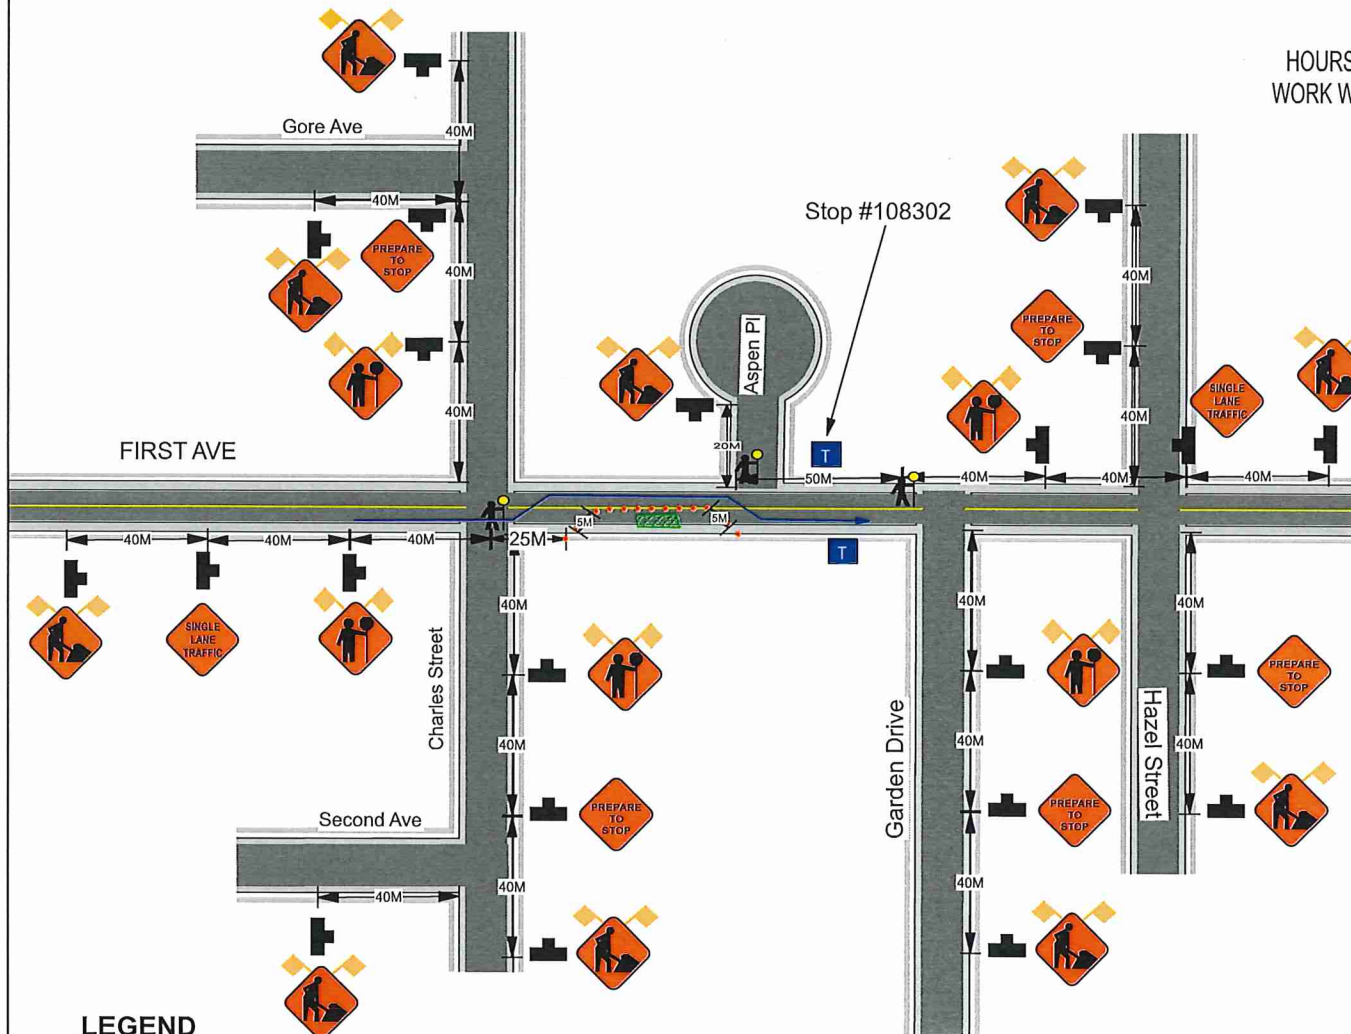 HOURS
WORK W
Gore Ave
40M
40M
Stop #108302
PREPARE
TO
STOP
40M
40M
PREPARE
TO
STOP
Aspen Pl
40M
40M
SINGLE
LANE
TRAFFIC
FIRST AVE
20M
T
50M
40M
40M
40M
5M
5M
40M
40M
40M
25M
T
40M
40M
40M
SINGLE
LANE
TRAFFIC
Charles Street
PREPARE
TO
STOP
Garden Drive
Hazel Street
40M
40M
40M
PREPARE
TO
STOP
PREPARE
TO
STOP
Second Ave
40M
40M
40M
LEGEND